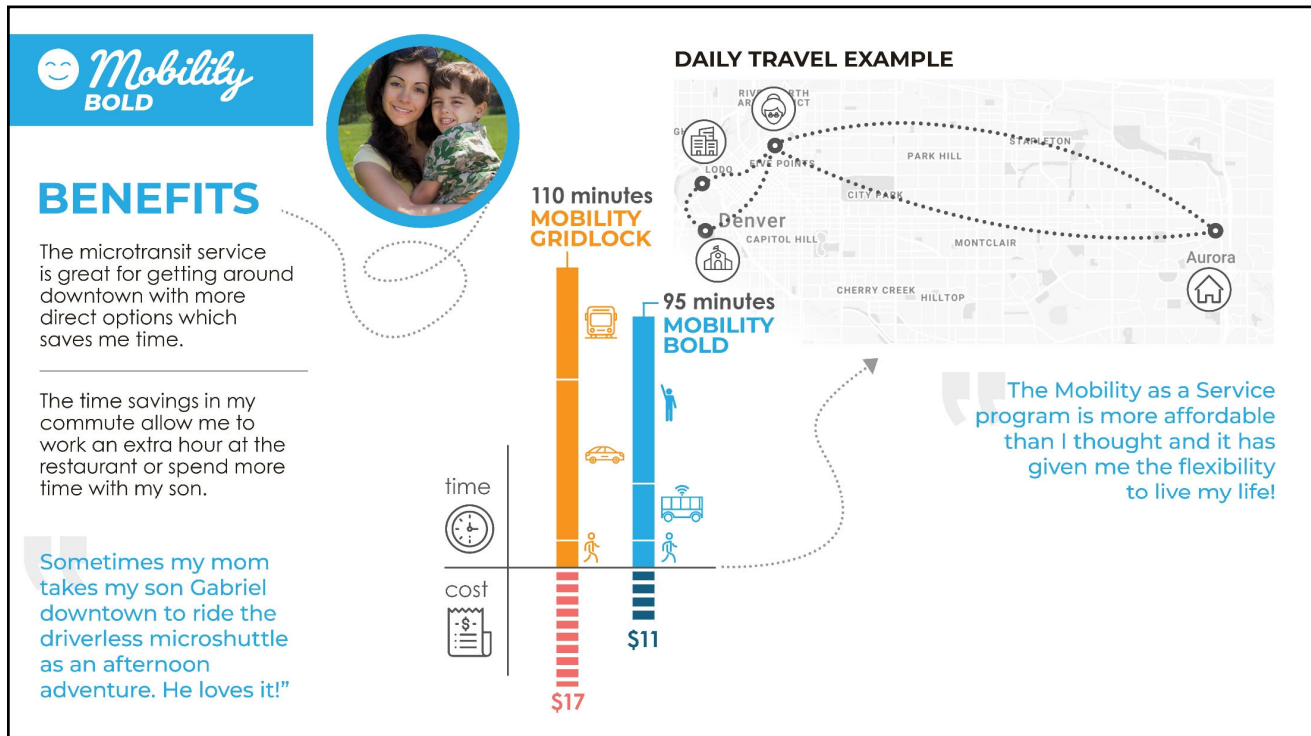 Mobility
BOLD
BENEFITS
The microtransit service
is great for getting around
downtown with more
direct options which
saves me time.
The time savings in my
commute allow me to
work an extra hour at the
restaurant or spend more
time with my son.
"
Sometimes my mom
takes my son Gabriel
downtown to ride the
driverless microshuttle
as an afternoon
adventure. He loves it!”
110 minutes
MOBILITY
GRIDLOCK
95 minutes
MOBILITY
BOLD
time
cost
-$-
$17
$11
DAILY TRAVEL EXAMPLE
LODO
FIVE POINTS
STAPLETON
PARK HILL
CITY PARK
Denver
CAPITOL HILL
MONTCLAIR
Aurora
CHERRY CREEK
HILLTOP
"
The Mobility as a Service
program is more affordable
than I thought and it has
given me the flexibility
to live my life!